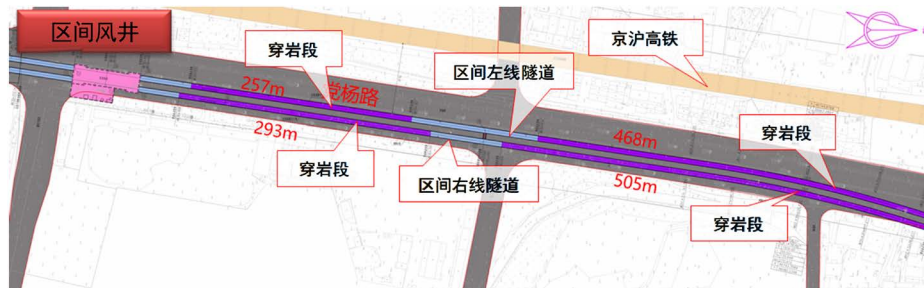 区间风井
穿岩段
京沪高铁
区间左线隧道
257m
党杨路
468m
穿岩段
293m
穿岩段
区间右线隧道
505m
穿岩段